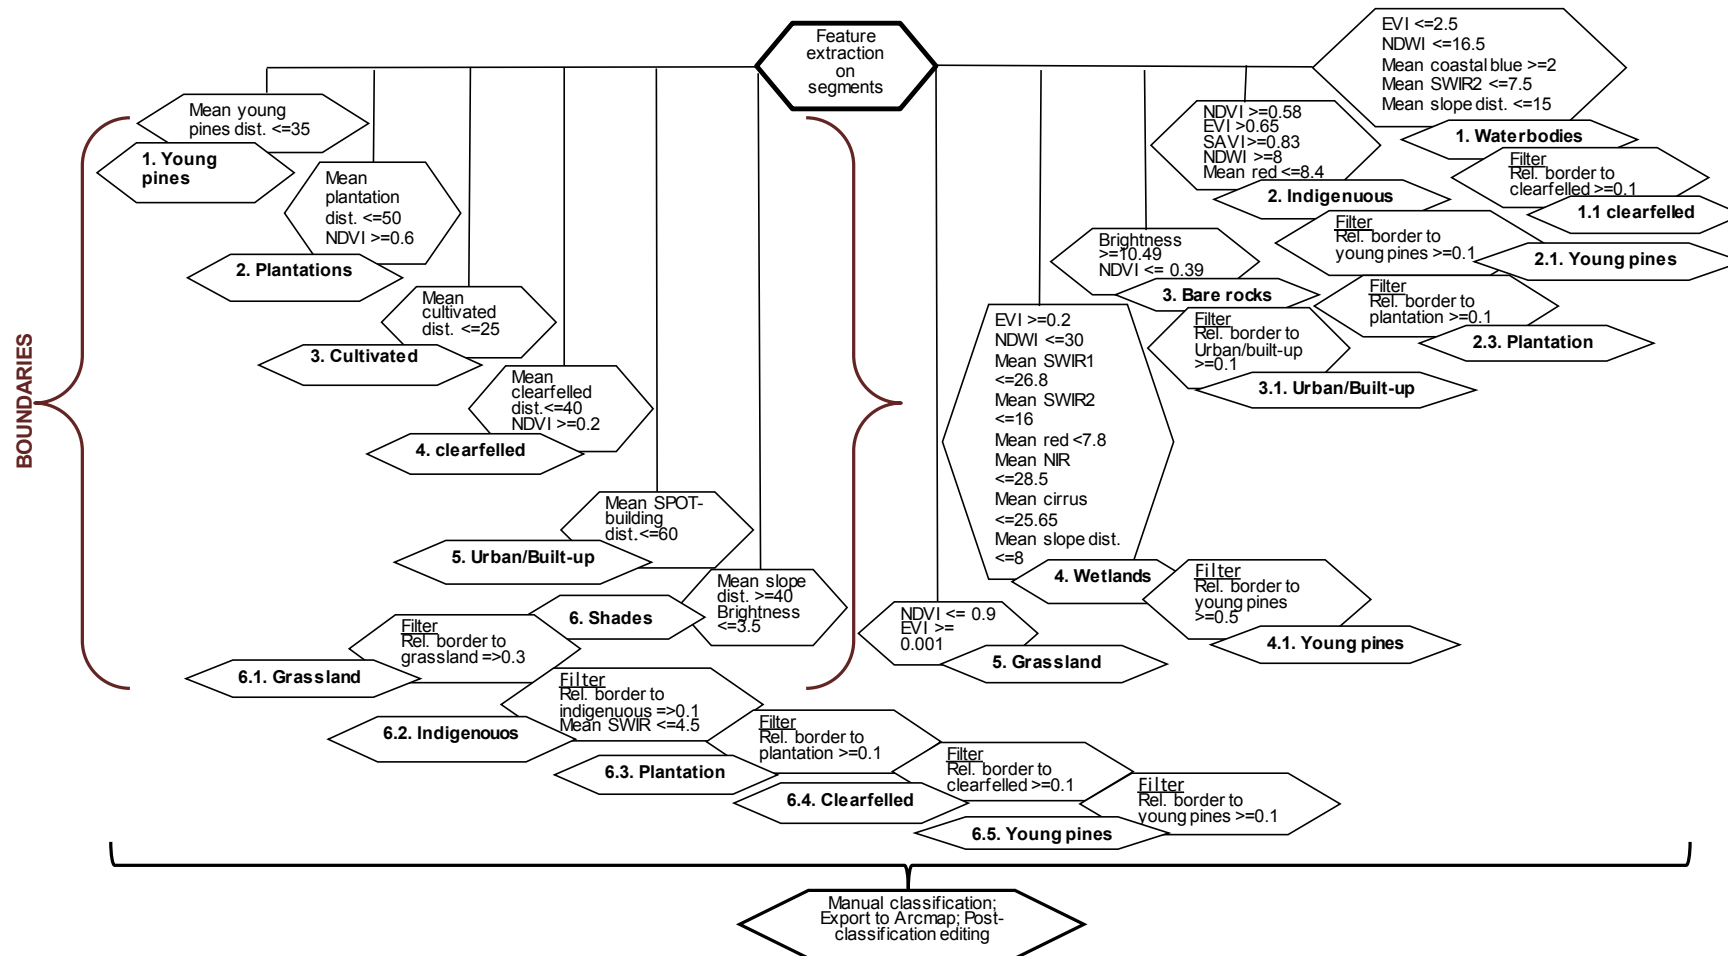 Feature
extraction
on
segments
BOUNDARIES
Mean young
pines dist. <=35
1. Young
pines
Mean
plantation
dist. <=50
NDVI >=0.6
2. Plantations
Mean
cultivated
dist. <=25
3. Cultivated
Mean
clearfelled
dist.<=40
NDVI >=0.2
4. clearfelled
Mean SPOT-
building
dist.<=60
5. Urban/Built-up
Mean slope
dist. >=40
Brightness
<=3.5
6. Shades
Filter
Rel. border to
grassland =>0.3
6.1. Grassland
Filter
Rel. border to
indigenuous =>0.1
Mean SWIR <=4.5
6.2. Indigenouos
Filter
Rel. border to
plantation >=0.1
6.3. Plantation
Filter
Rel. border to
clearfelled >=0.1
6.4. Clearfelled
Filter
Rel. border to
young pines >=0.1
6.5. Young pines
EVI <=2.5
NDWI <=16.5
Mean coastal blue >=2
Mean SWIR2 <=7.5
Mean slope dist. <=15
1. Waterbodies
Filter
Rel. border to
clearfelled >=0.1
1.1 clearfelled
NDVI >=0.58
EVI >0.65
SAVI>=0.83
NDWI >=8
Mean red <=8.4
2. Indigenuous
Filter
Rel. border to
young pines >=0.1
2.1. Young pines
Filter
Rel. border to
plantation >=0.1
2.3. Plantation
Brightness
>=10.49
NDVI <= 0.39
3. Bare rocks
Filter
Rel. border to
Urban/built-up
>=0.1
3.1. Urban/Built-up
EVI >=0.2
NDWI <=30
Mean SWIR1
<=26.8
Mean SWIR2
<=16
Mean red <7.8
Mean NIR
<=28.5
Mean cirrus
<=25.65
Mean slope dist.
<=8
4. Wetlands
Filter
Rel. border to
young pines
>=0.5
4.1. Young pines
NDVI <= 0.9
EVI >=
0.001
5. Grassland
Manual classification;
Export to Arcmap; Post-
classification editing